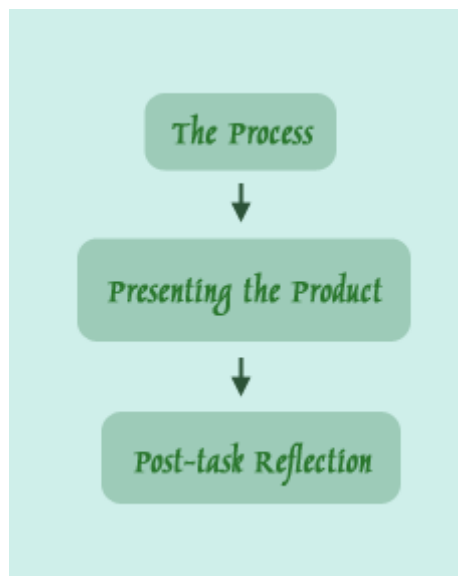 The Process
Presenting the Product
Post-task Reflection